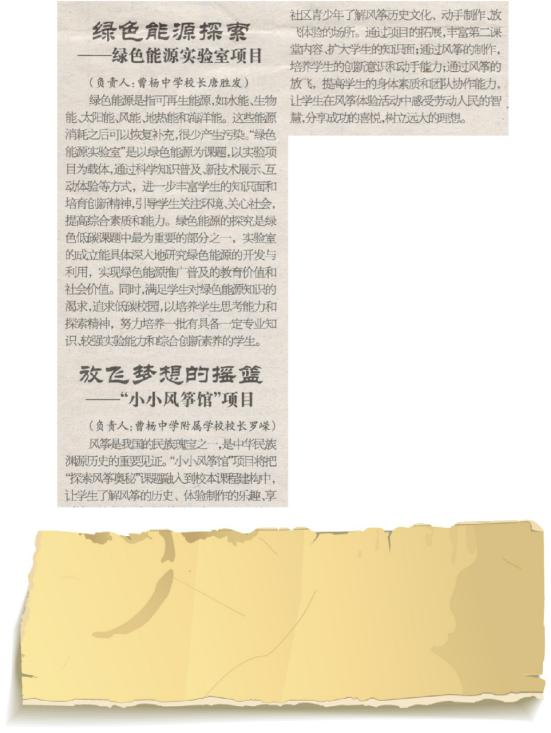 绿色能源探索
——绿色能源实验室项目
(负责人:曹杨中学校长唐胜发)
绿色能源是指可再生能源,如水能、生物
能、太阳能、风能、地热能和海洋能。这些能源
消耗之后可以恢复补充,很少产生污染。“绿色
能源实验室”是以绿色能源为课题,以实验项
目为载体,通过科学知识普及、新技术展示、互
动体验等方式,进一步丰富学生的知识面和
培育创新精神,引导学生关注环境、关心社会,
提高综合素质和能力。绿色能源的探究是绿
色低碳课题中最为重要的部分之一,实验室
的成立能具体深入地研究绿色能源的开发与
利用,实现绿色能源推广普及的教育价值和
社会价值。同时,满足学生对绿色能源知识的
渴求,追求低碳校园,以培养学生思考能力和
探索精神,努力培养一批有具备一定专业知
识、较强实验能力和综合创新素养的学生。
放飞梦想的摇篮
——“小小风筝馆”项目
(负责人:曹杨中学附属学校校长罗嵘)
风筝是我国的民族瑰宝之一,是中华民族
渊源历史的重要见证。“小小风筝馆”项目将把
“探索风筝奥秘”课题融入到校本课程建构中,
让学生了解风筝的历史、体验制作的乐趣、享
社区青少年了解风筝历史文化、动手制作、放
飞体验的场所。通过项目的拓展,丰富第二课
堂内容,扩大学生的知识面;通过风筝的制作,
培养学生的创新意识和动手能力;通过风筝的
放飞,提高学生的身体素质和团队协作能力,
让学生在风筝体验活动中感受劳动人民的智
慧,分享成功的喜悦,树立远大的理想。